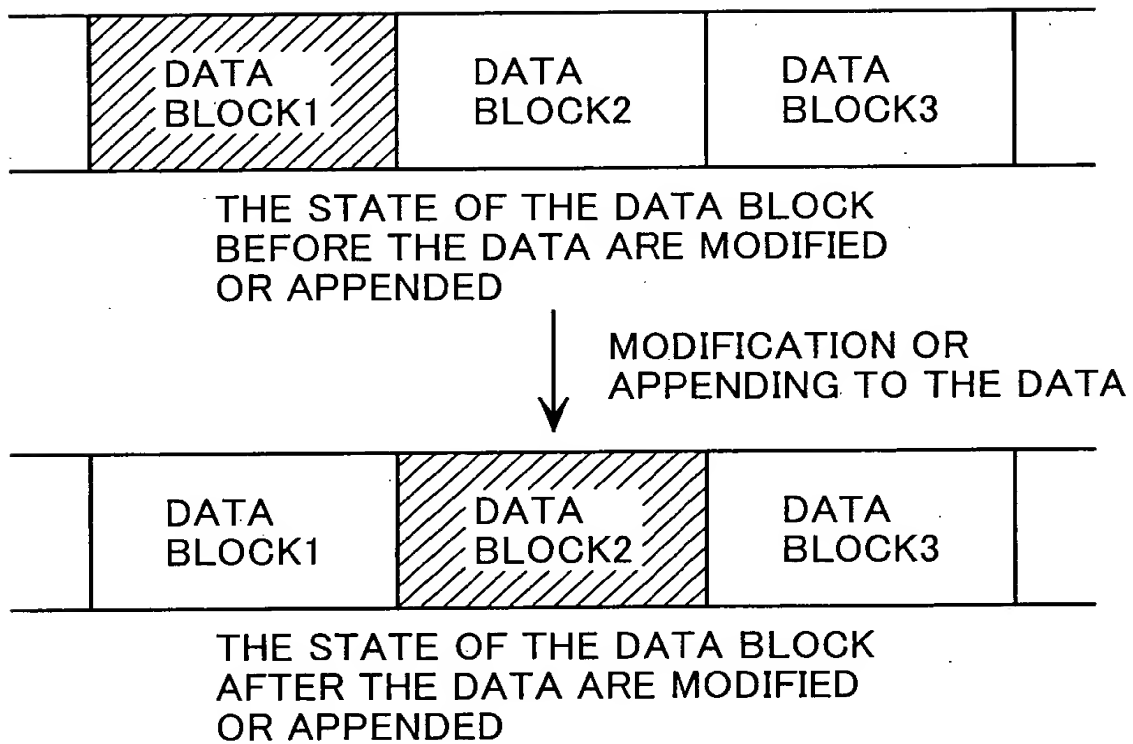 DATA
BLOCK1
DATA
BLOCK2
DATA
BLOCK3
THE STATE OF THE DATA BLOCK
BEFORE THE DATA ARE MODIFIED
OR APPENDED
MODIFICATION OR
APPENDING TO THE DATA
DATA
BLOCK1
DATA
BLOCK2
DATA
BLOCK3
THE STATE OF THE DATA BLOCK
AFTER THE DATA ARE MODIFIED
OR APPENDED